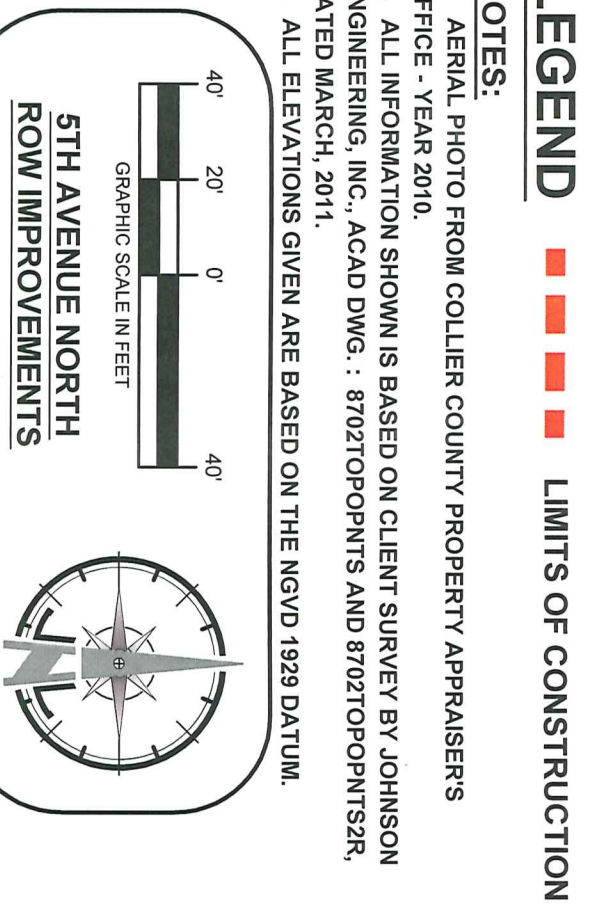 LEGEND
LIMITS OF CONSTRUCTION
OTES:
AERIAL PHOTO FROM COLLIER COUNTY PROPERTY APPRAISER'S
FFICE - YEAR 2010.
ALL INFORMATION SHOWN IS BASED ON CLIENT SURVEY BY JOHNSON
NGINEERING, INC., ACAD DWG. : 8702TOPOPNTS AND 8702TOPOPNTS2R,
ATED MARCH, 2011.
ALL ELEVATIONS GIVEN ARE BASED ON THE NGVD 1929 DATUM.
40' 20' 0' 40'
GRAPHIC SCALE IN FEET
5TH AVENUE NORTH
ROW IMPROVEMENTS
N